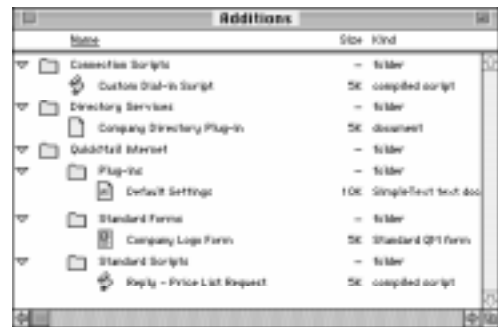 Additions
Name Size Kind
Connection Scripts – folder
Custom Dial-in Script 5K compiled script
Directory Services – folder
Company Directory Plug-in 5K document
QuickMail Internet – folder
Plug-ins – folder
Default Settings 10K SimpleText text doc
Standard Forms – folder
Company Logo Form 5K Standard QM form
Standard Scripts – folder
Reply – Price List Request 5K compiled script